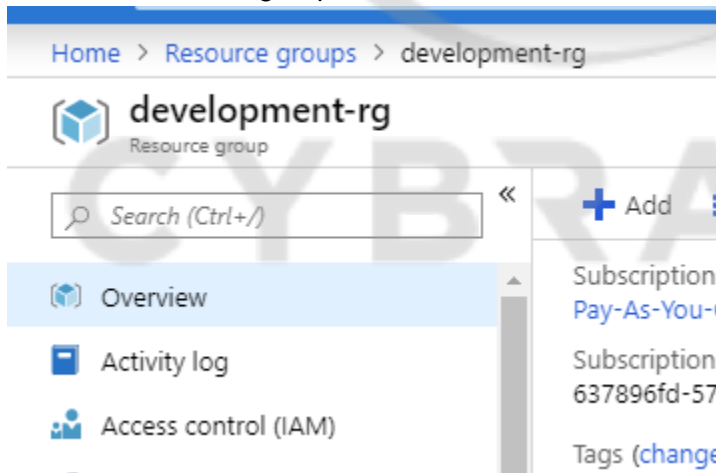 Home > Resource groups > development-rg
development-rg
Resource group
CYBRA
Search (Ctrl+/)
«
Add
Overview
Activity log
Access control (IAM)
Subscription
Pay-As-You-
Subscription
637896fd-57
Tags (change